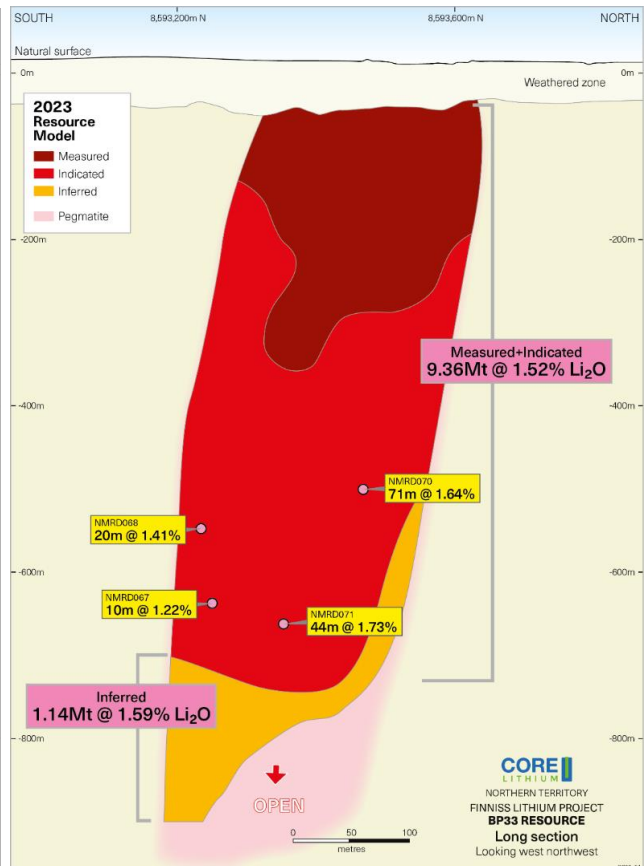 SOUTH
8,593,200m N
8,593,600m N
NORTH
Natural surface
0m
0m
Weathered zone
2023
Resource
Model
Measured
Indicated
Inferred
Pegmatite
-200m
-200m
Measured+Indicated
9.36Mt @ 1.52% Li₂O
-400m
-400m
NMRD070
71m @ 1.64%
NMRD068
20m @ 1.41%
-600m
-600m
NMRD067
10m @ 1.22%
NMRD071
44m @ 1.73%
Inferred
1.14Mt @ 1.59% Li₂O
-800m
-800m
OPEN
0 50 100
metres
CORE
LITHIUM
NORTHERN TERRITORY
FINNISS LITHIUM PROJECT
BP33 RESOURCE
Long section
Looking west northwest